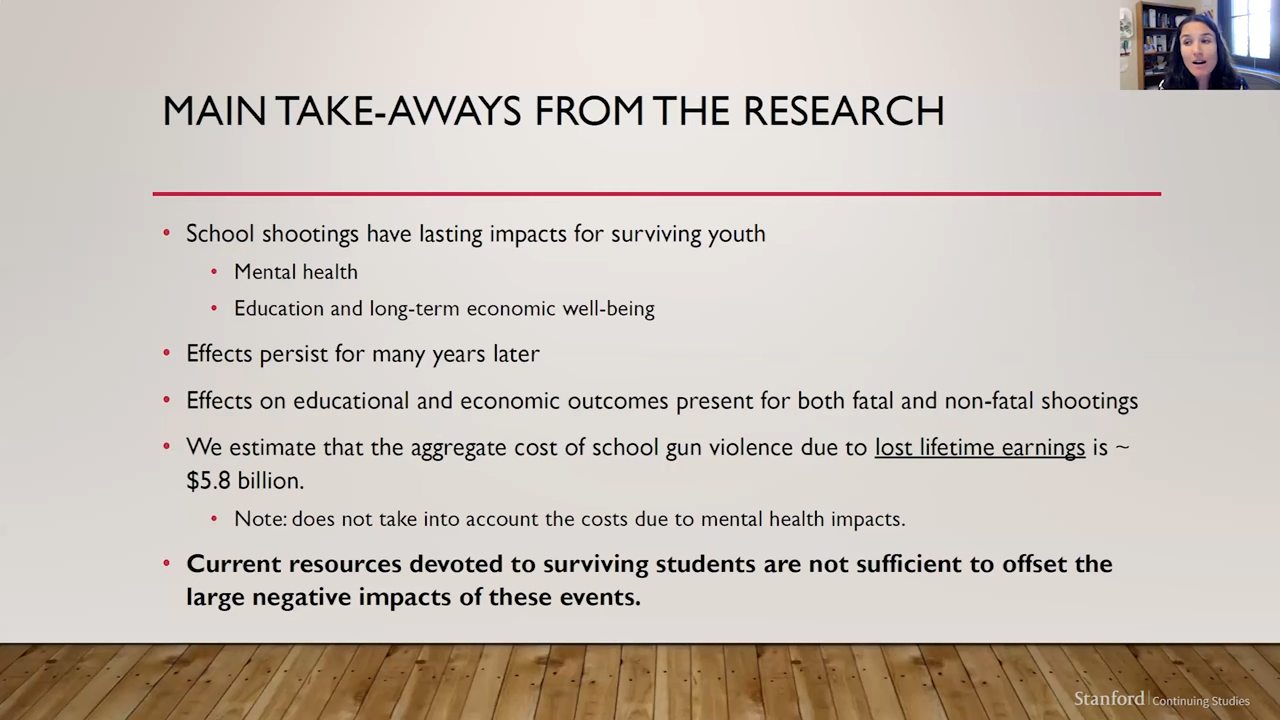 MAIN TAKE-AWAYS FROM THE RESEARCH
• School shootings have lasting impacts for surviving youth
• Mental health
• Education and long-term economic well-being
• Effects persist for many years later
• Effects on educational and economic outcomes present for both fatal and non-fatal shootings
• We estimate that the aggregate cost of school gun violence due to lost lifetime earnings is ~
$5.8 billion.
• Note: does not take into account the costs due to mental health impacts.
• Current resources devoted to surviving students are not sufficient to offset the
large negative impacts of these events.
Stanford | Continuing Studies